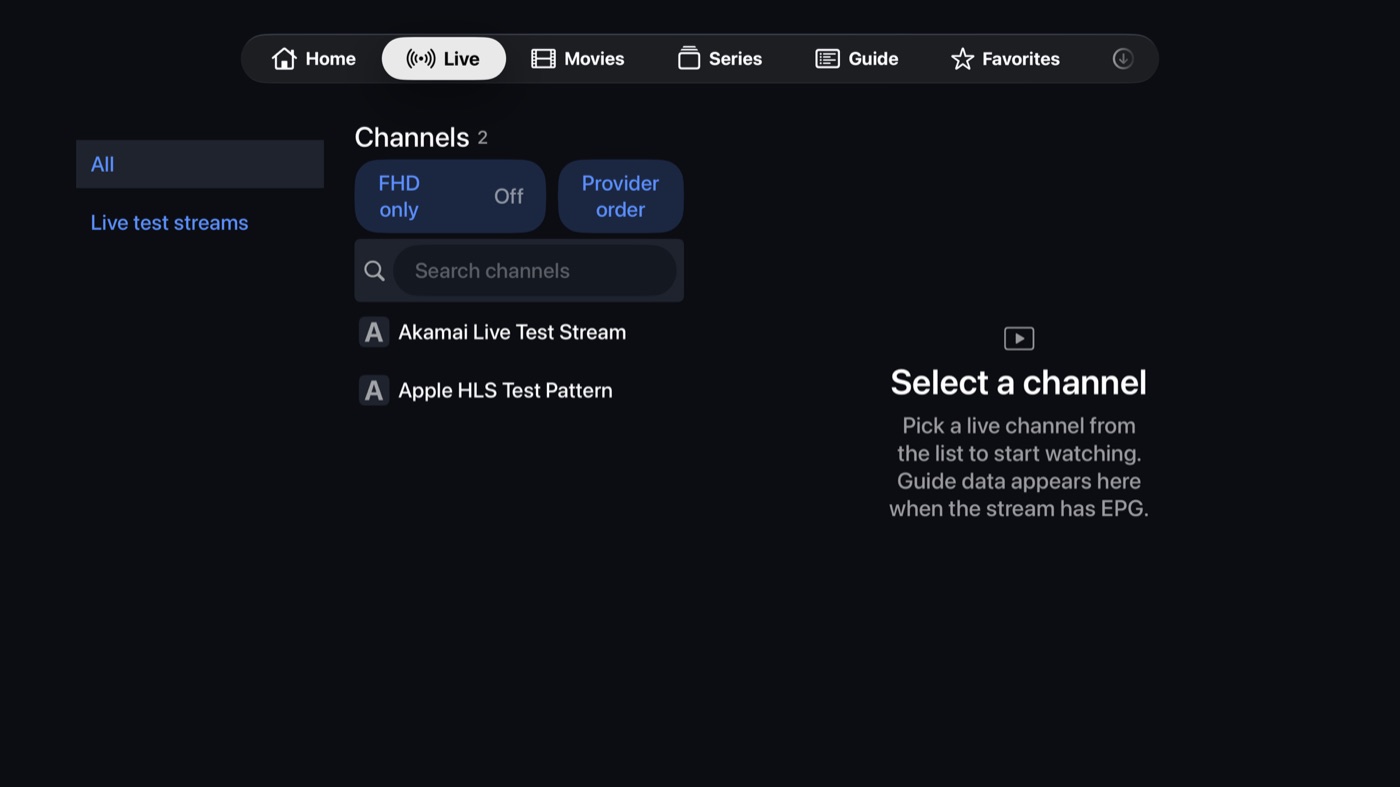 Home
Live
Movies
Series
Guide
Favorites
All
Live test streams
Channels 2
FHD
only
Off
Provider
order
Search channels
A Akamai Live Test Stream
A Apple HLS Test Pattern
Select a channel
Pick a live channel from
the list to start watching.
Guide data appears here
when the stream has EPG.